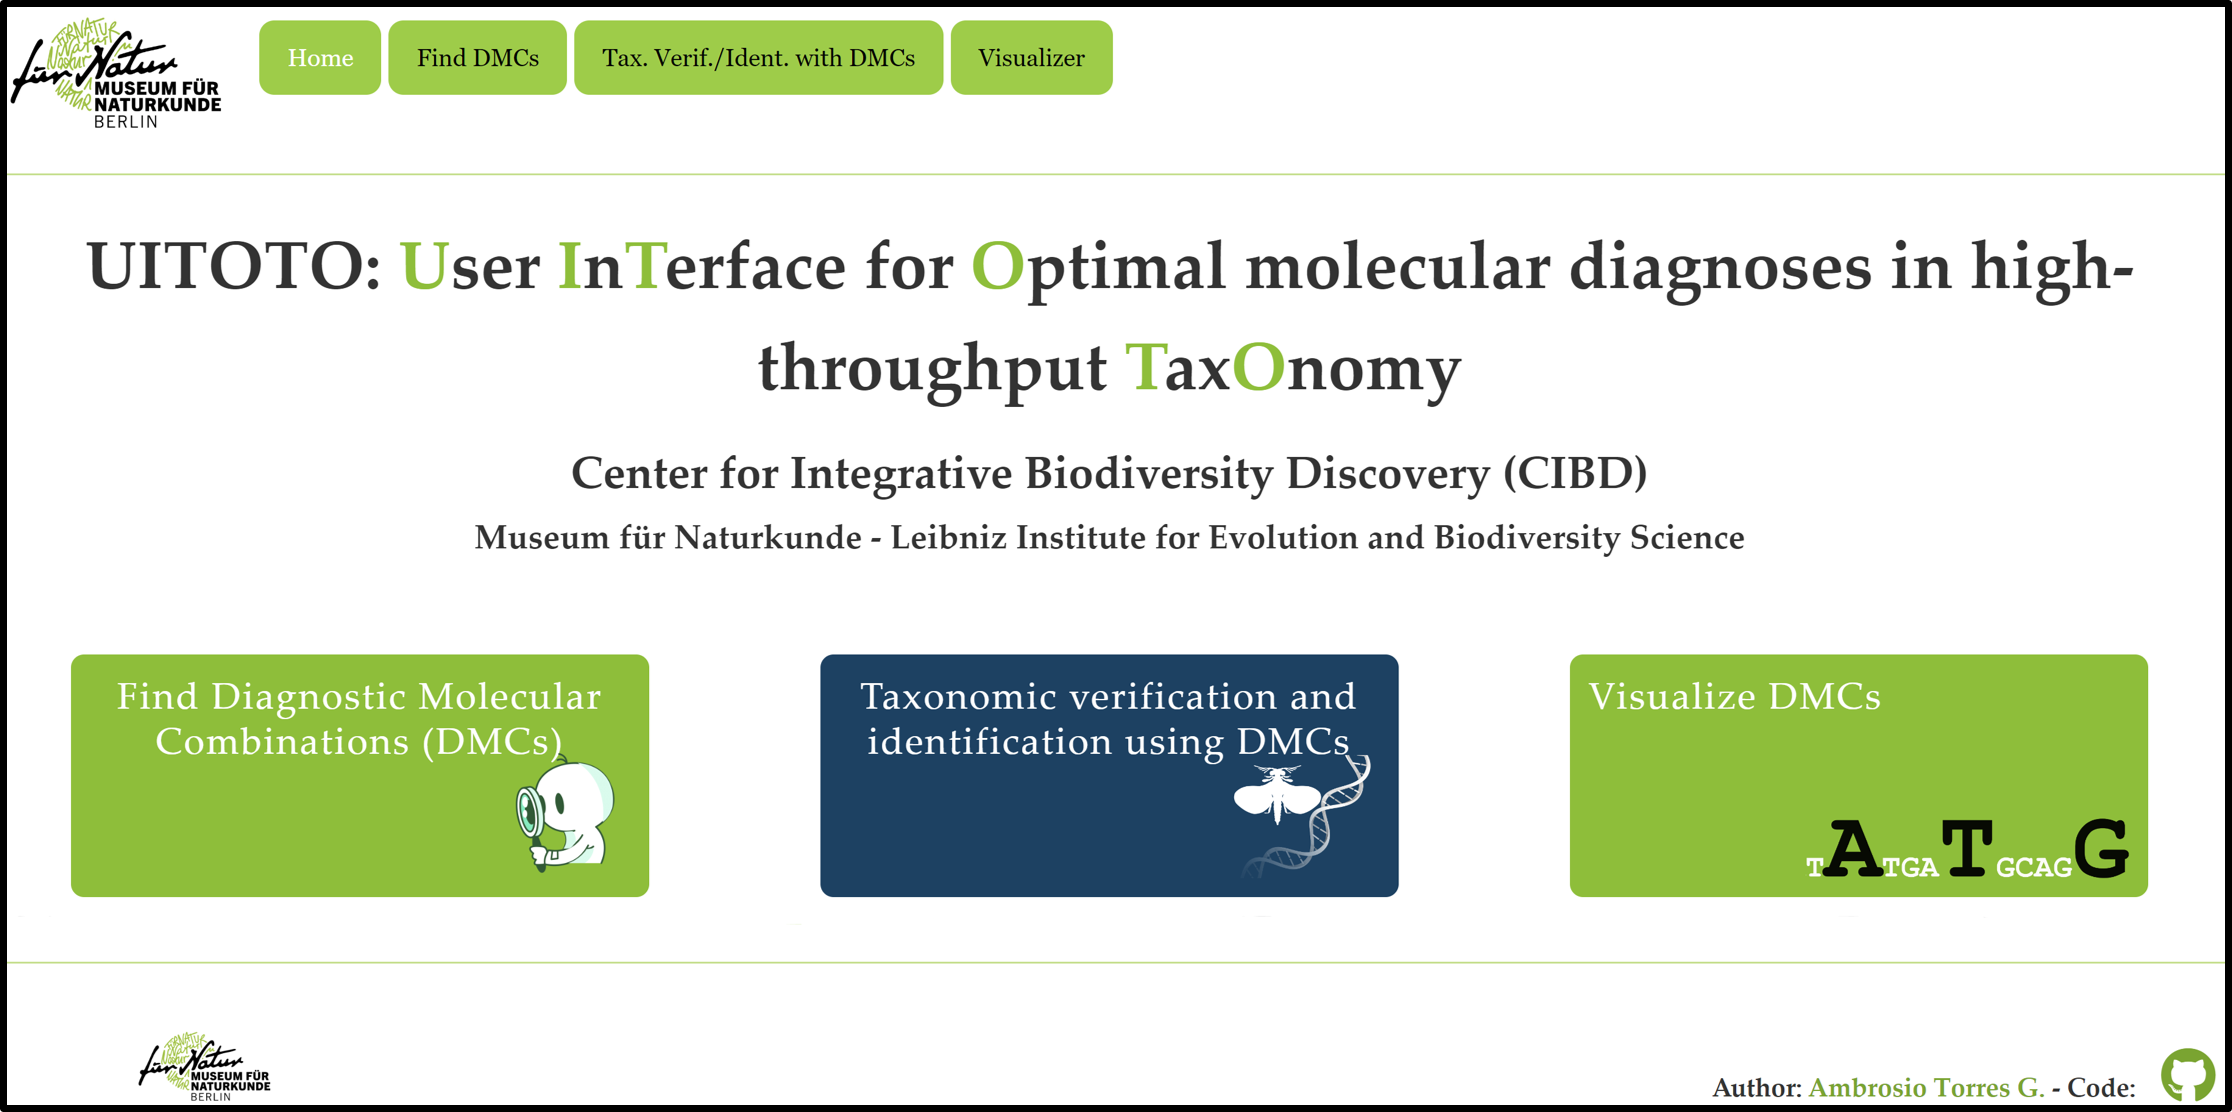 für Natur
MUSEUM FÜR
NATURKUNDE
BERLIN
Home
Find DMCs
Tax. Verif./Ident. with DMCs
Visualizer
UITOTO: User InTerface for Optimal molecular diagnoses in high-
throughput TaxOnomy
Center for Integrative Biodiversity Discovery (CIBD)
Museum für Naturkunde - Leibniz Institute for Evolution and Biodiversity Science
Find Diagnostic Molecular
Combinations (DMCs)
Taxonomic verification and
identification using DMCs
Visualize DMCs
TATGATGCAGG
für Natur
MUSEUM FÜR
NATURKUNDE
BERLIN
Author: Ambrosio Torres G. - Code: